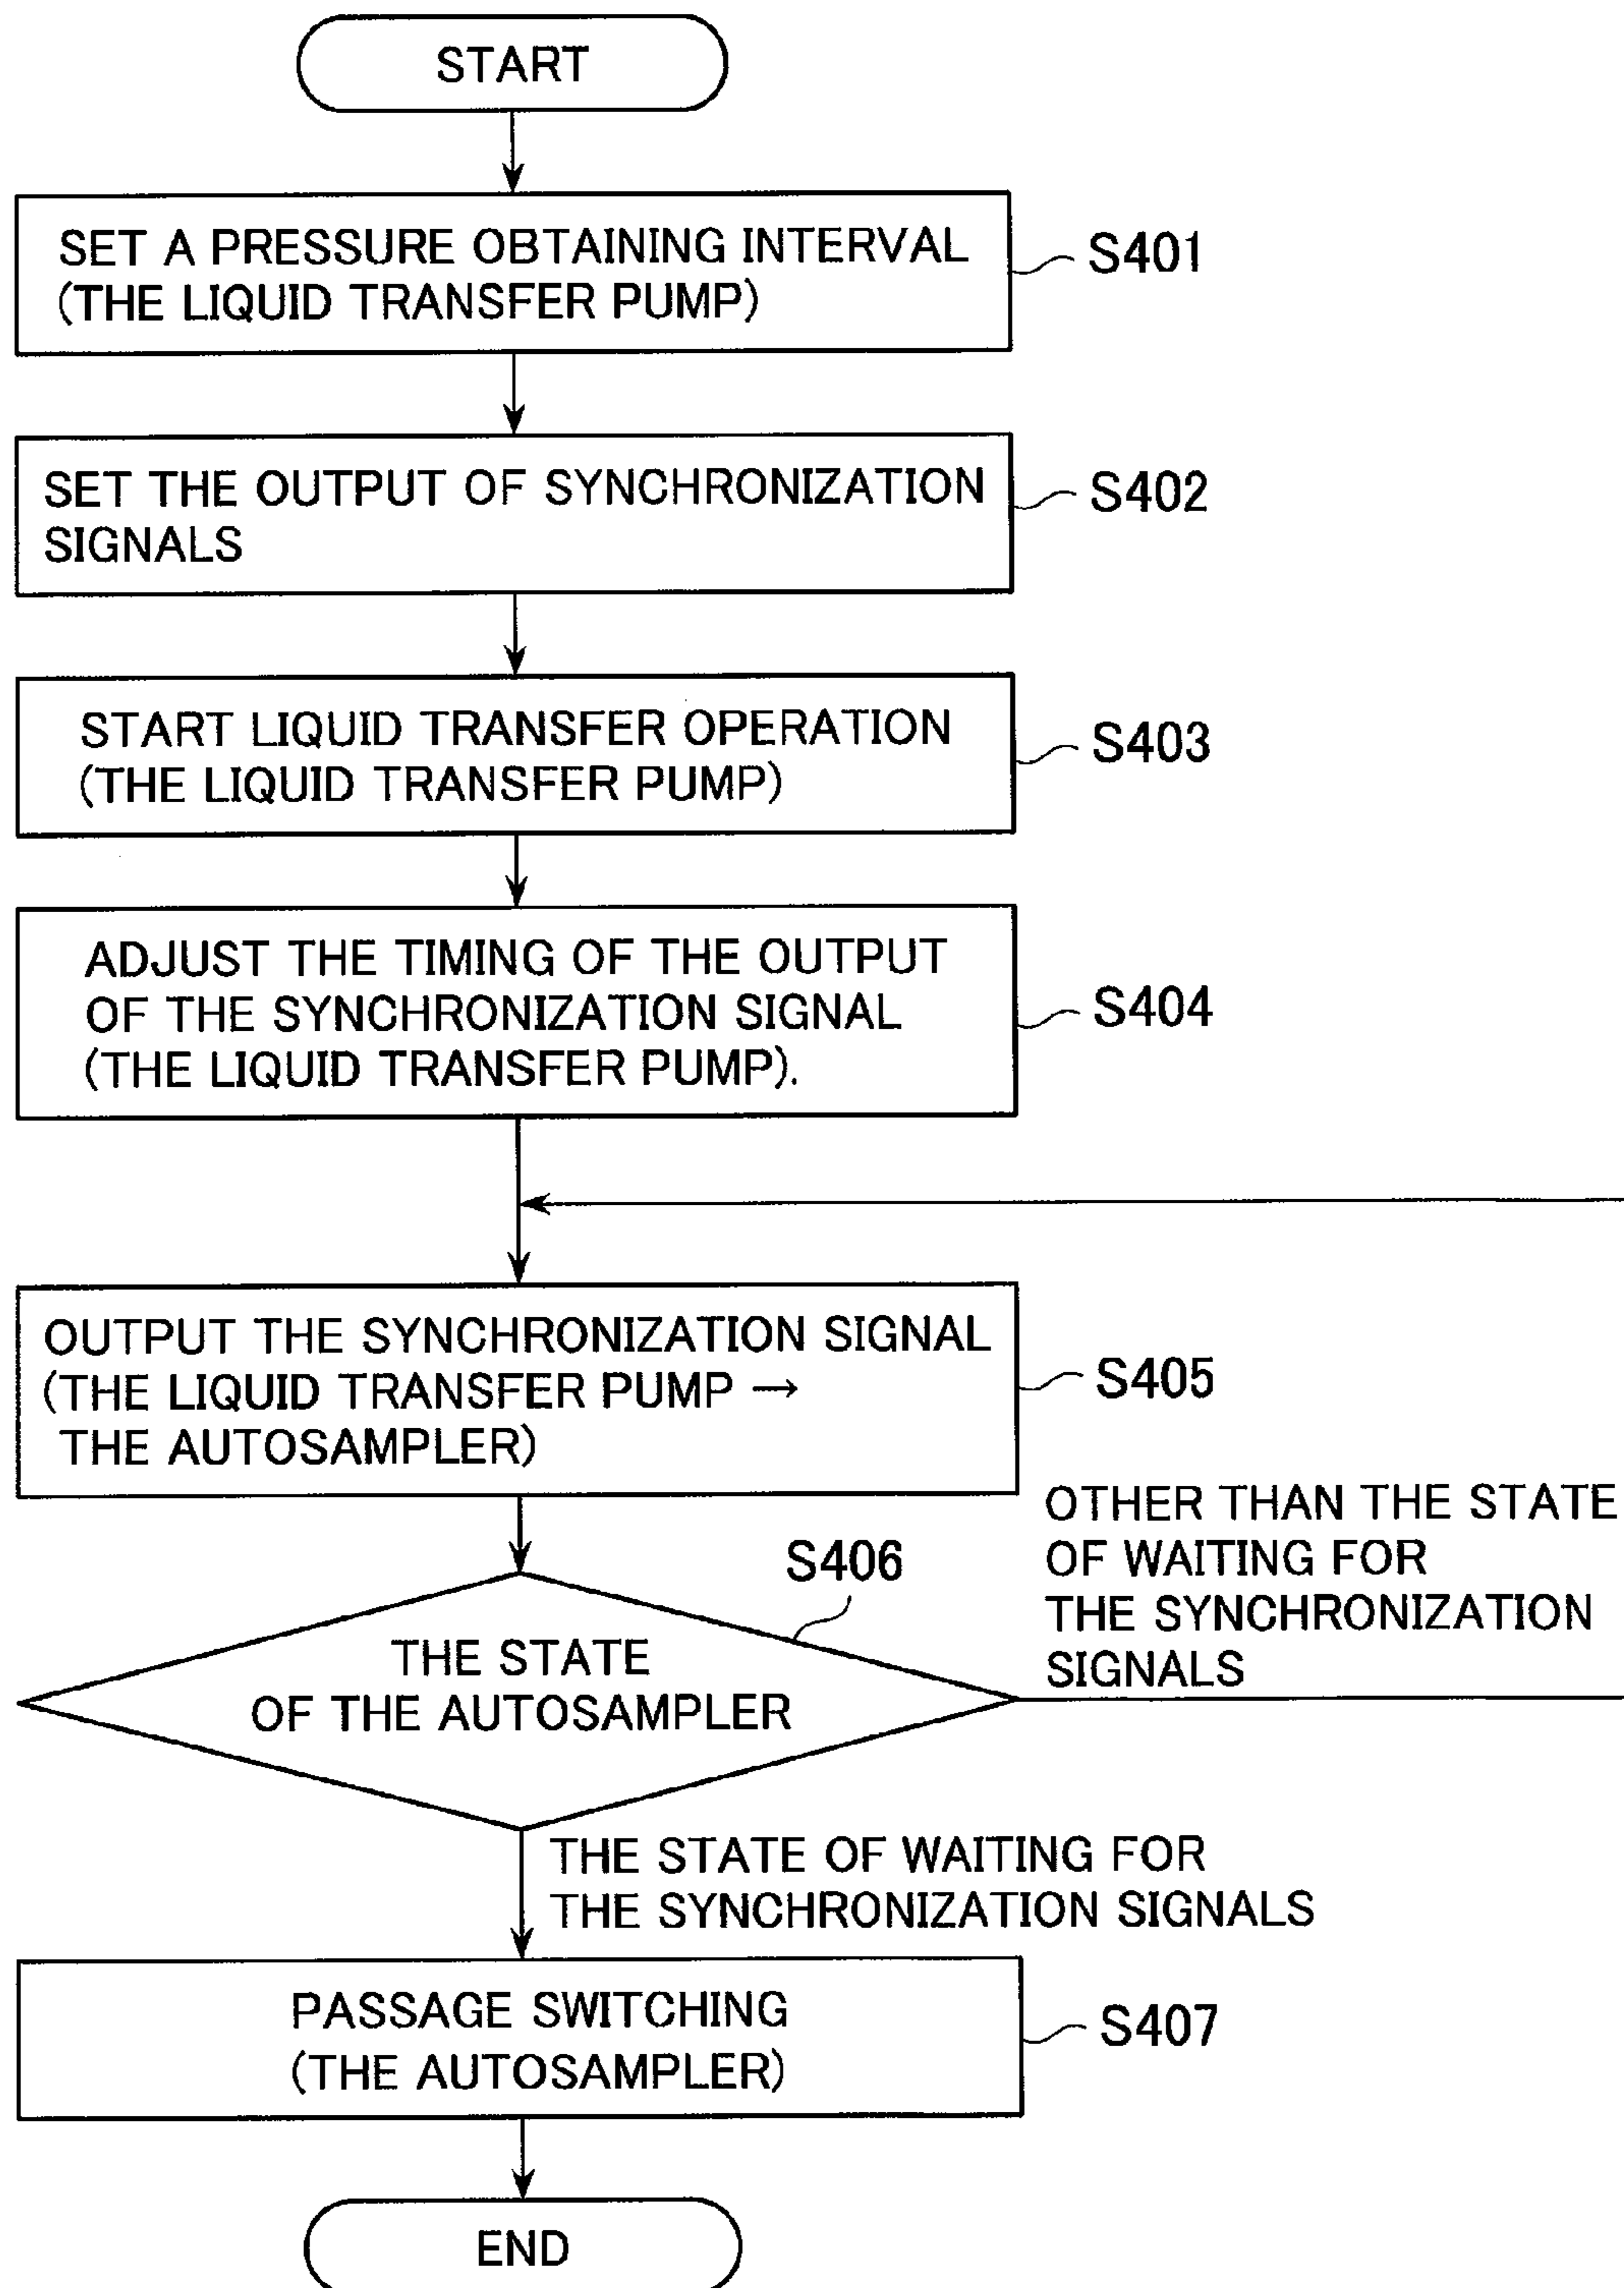 START
SET A PRESSURE OBTAINING INTERVAL
(THE LIQUID TRANSFER PUMP)
S401
SET THE OUTPUT OF SYNCHRONIZATION
SIGNALS
S402
START LIQUID TRANSFER OPERATION
(THE LIQUID TRANSFER PUMP)
S403
ADJUST THE TIMING OF THE OUTPUT
OF THE SYNCHRONIZATION SIGNAL
(THE LIQUID TRANSFER PUMP).
S404
OUTPUT THE SYNCHRONIZATION SIGNAL
(THE LIQUID TRANSFER PUMP →
THE AUTOSAMPLER)
S405
OTHER THAN THE STATE
OF WAITING FOR
THE SYNCHRONIZATION
SIGNALS
S406
THE STATE
OF THE AUTOSAMPLER
THE STATE OF WAITING FOR
THE SYNCHRONIZATION SIGNALS
PASSAGE SWITCHING
(THE AUTOSAMPLER)
S407
END